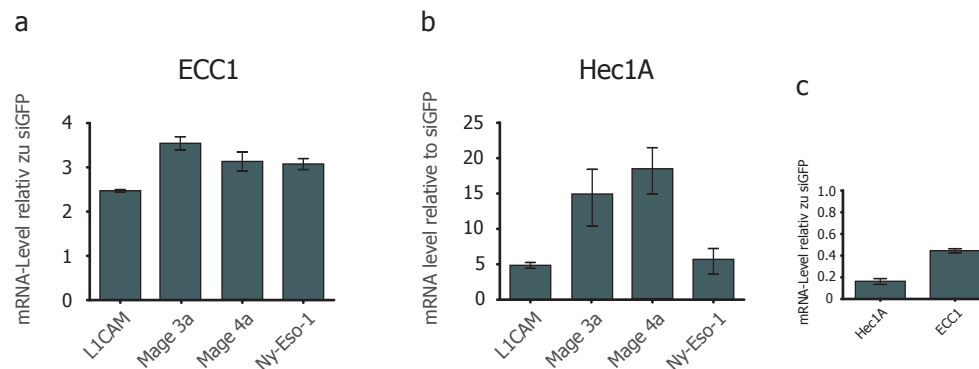 a
ECC1
mRNA-Level relativ zu siGFP
4
3
2
1
0
L1CAM
Mage 3a
Mage 4a
Ny-Eso-1
b
Hec1A
mRNA level relative to siGFP
25
20
15
10
5
0
L1CAM
Mage 3a
Mage 4a
Ny-Eso-1
c
mRNA-Level relativ zu siGFP
1.0
0.8
0.6
0.4
0.2
0
Hec1A
ECC1